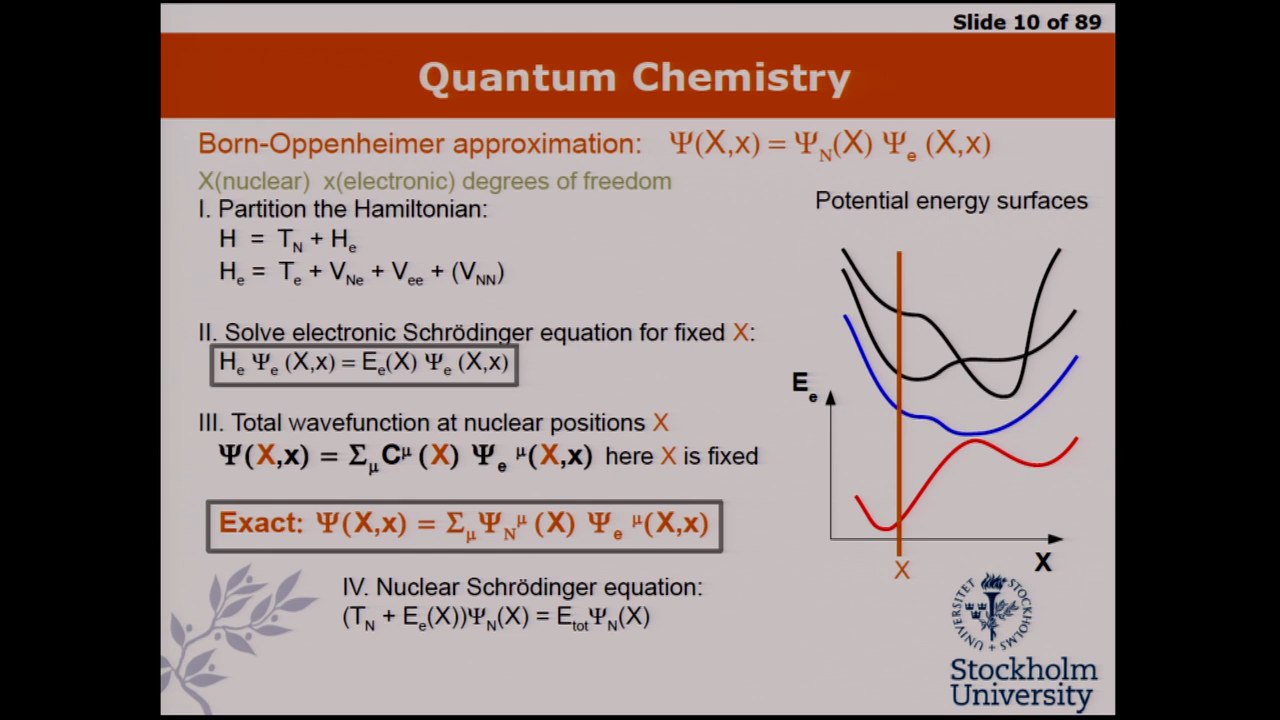 Slide 10 of 89
Quantum Chemistry
Born-Oppenheimer approximation: Ψ(X,x) = Ψ_N(X) Ψ_e (X,x)
X(nuclear) x(electronic) degrees of freedom
I. Partition the Hamiltonian:
H = T_N + H_e
H_e = T_e + V_Ne + V_ee + (V_NN)
II. Solve electronic Schrödinger equation for fixed X:
H_e Ψ_e (X,x) = E_e(X) Ψ_e (X,x)
III. Total wavefunction at nuclear positions X
Ψ(X,x) = Σ_μ C^μ (X) Ψ_e^μ(X,x) here X is fixed
Exact: Ψ(X,x) = Σ_μ Ψ_N^μ (X) Ψ_e^μ(X,x)
IV. Nuclear Schrödinger equation:
(T_N + E_e(X))Ψ_N(X) = E_tot Ψ_N(X)
Potential energy surfaces
E_e
X
X
STOCKHOLMS UNIVERSITET
Stockholm
University